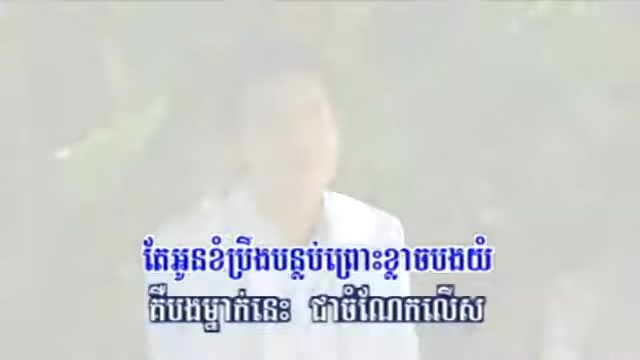 តែអូនខំប្រឹងបន្លប់ព្រោះខ្លាចបងយំ
គឺបងម្នាក់នេះ ជាចំណែកលើស